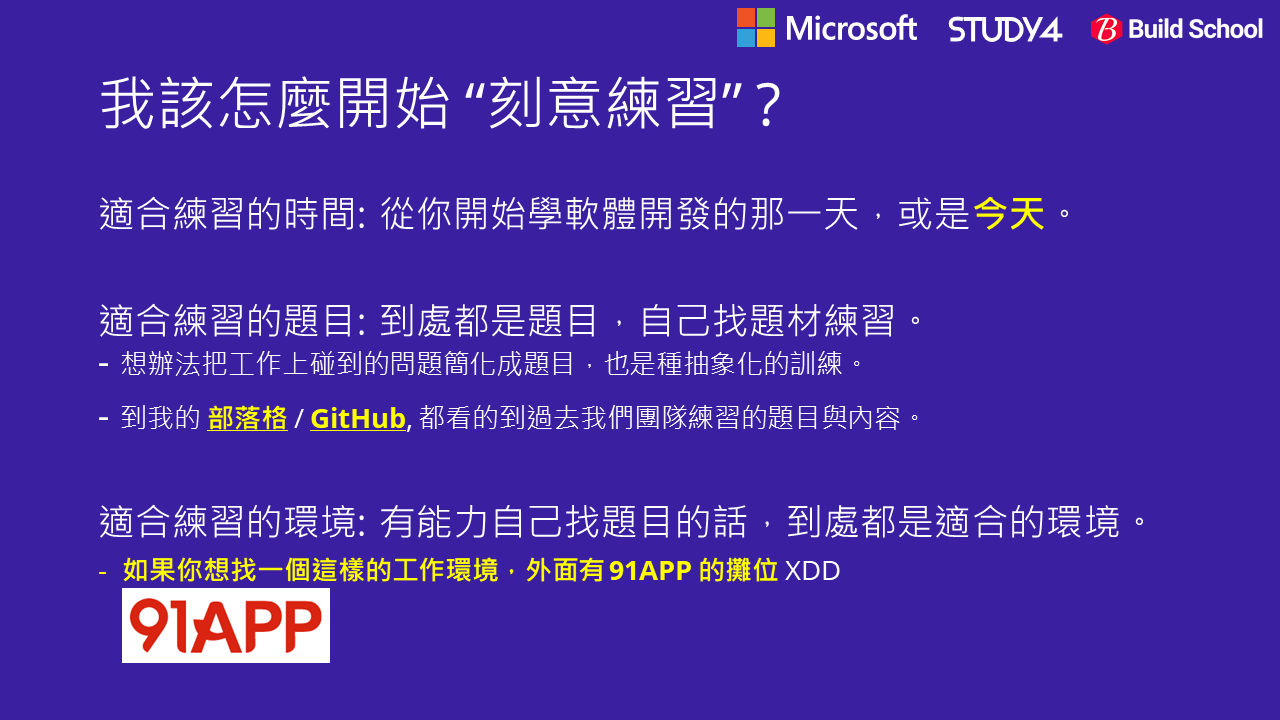 Microsoft STUDY4 Build School
我該怎麼開始 “刻意練習”？
適合練習的時間: 從你開始學軟體開發的那一天，或是今天。
適合練習的題目: 到處都是題目，自己找題材練習。
- 想辦法把工作上碰到的問題簡化成題目，也是種抽象化的訓練。
- 到我的 部落格 / GitHub, 都看的到過去我們團隊練習的題目與內容。
適合練習的環境: 有能力自己找題目的話，到處都是適合的環境。
- 如果你想找一個這樣的工作環境，外面有 91APP 的攤位 XDD
91APP